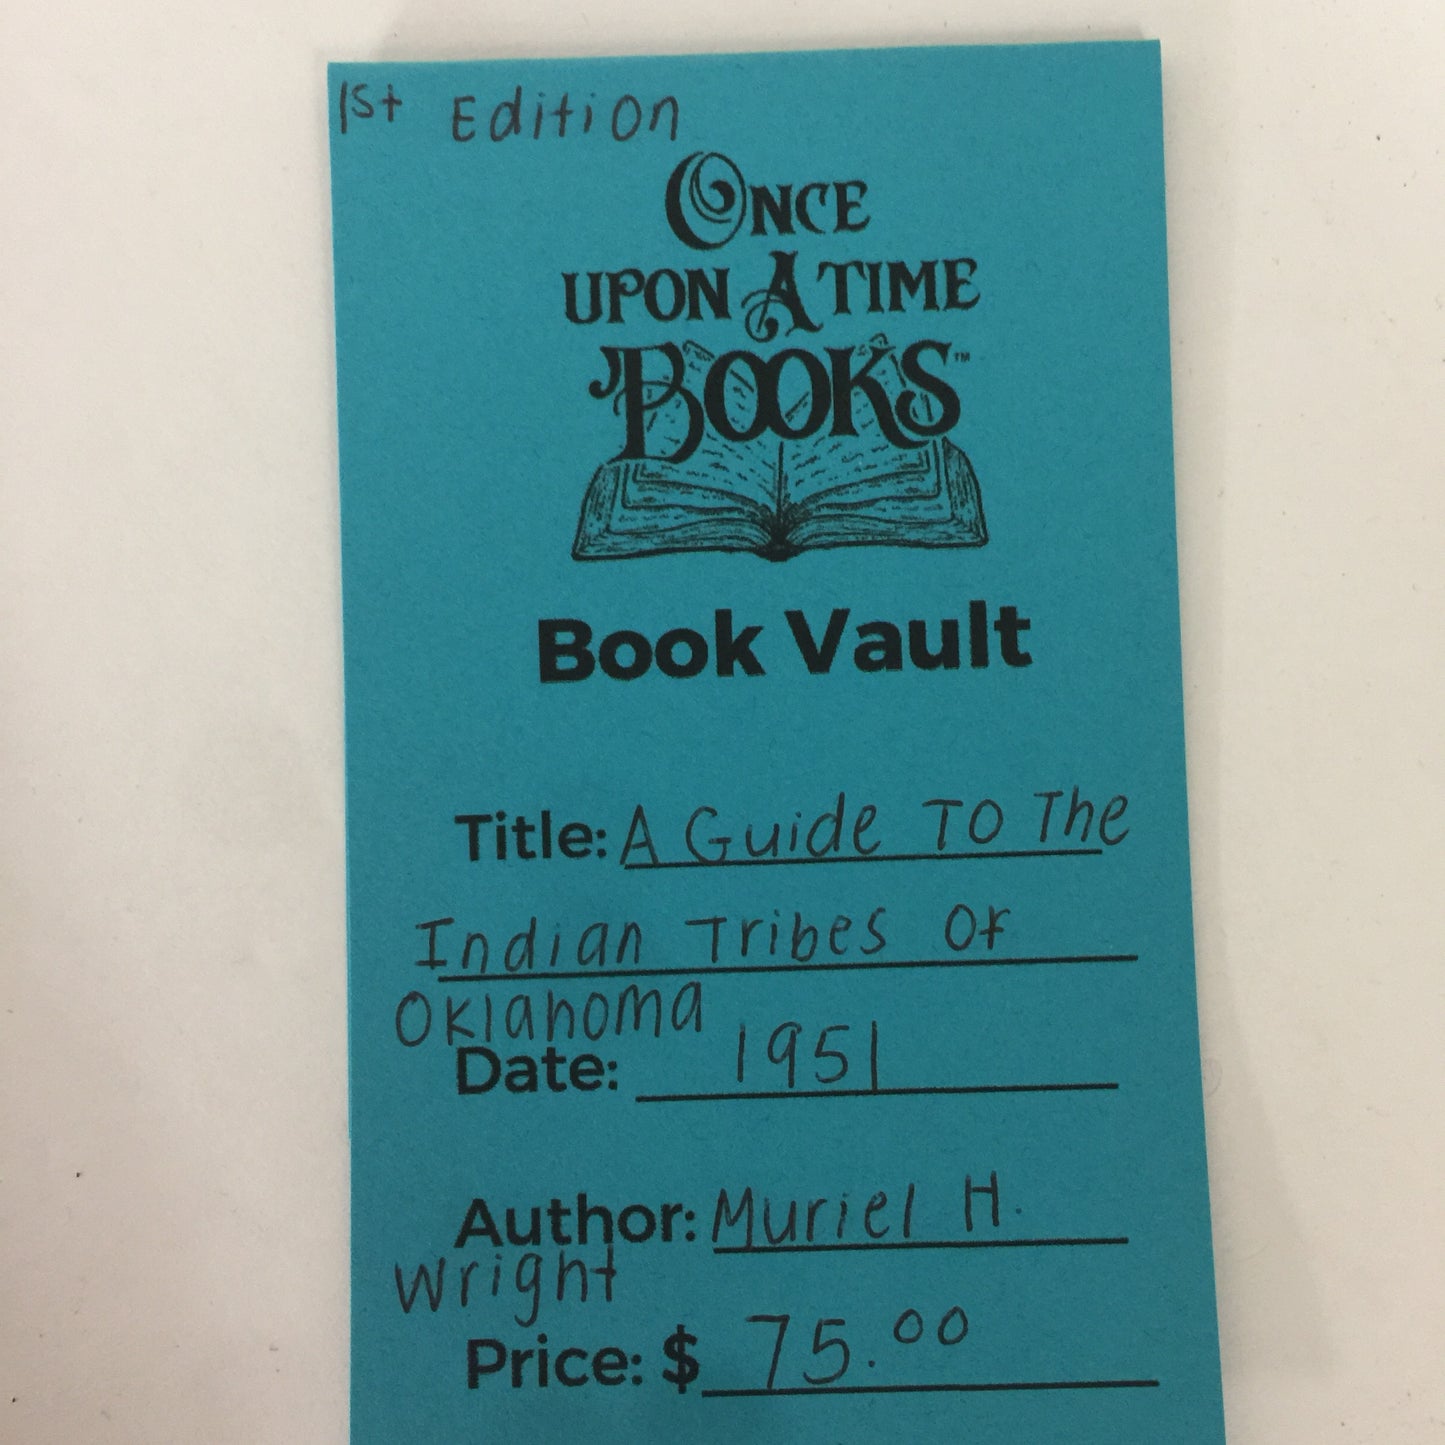 1st Edition
ONCE
UPON A TIME
BOOKS™
Book Vault
Title: A Guide To The
Indian Tribes Of
Oklahoma
Date: 1951
Author: Muriel H.
Wright
Price: $ 75.00